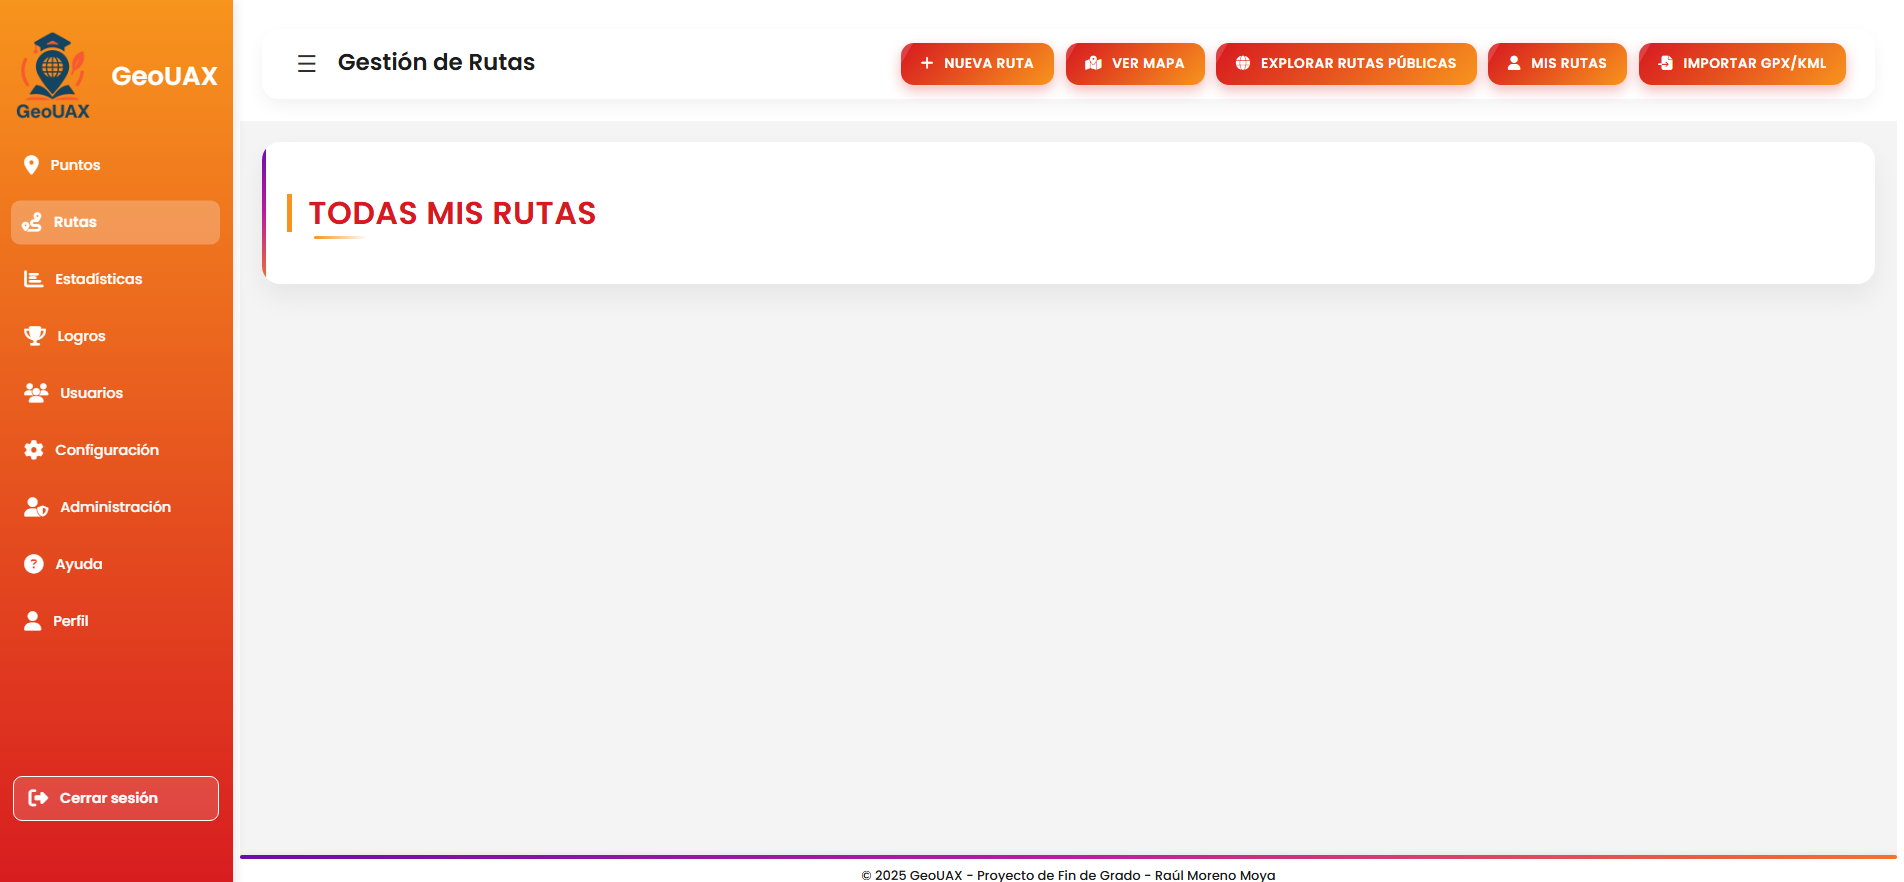 GeoUAX
GeoUAX
Puntos
Rutas
Estadísticas
Logros
Usuarios
Configuración
Administración
Ayuda
Perfil
Cerrar sesión
Gestión de Rutas
NUEVA RUTA
VER MAPA
EXPLORAR RUTAS PÚBLICAS
MIS RUTAS
IMPORTAR GPX/KML
TODAS MIS RUTAS
© 2025 GeoUAX - Proyecto de Fin de Grado - Raúl Moreno Moya